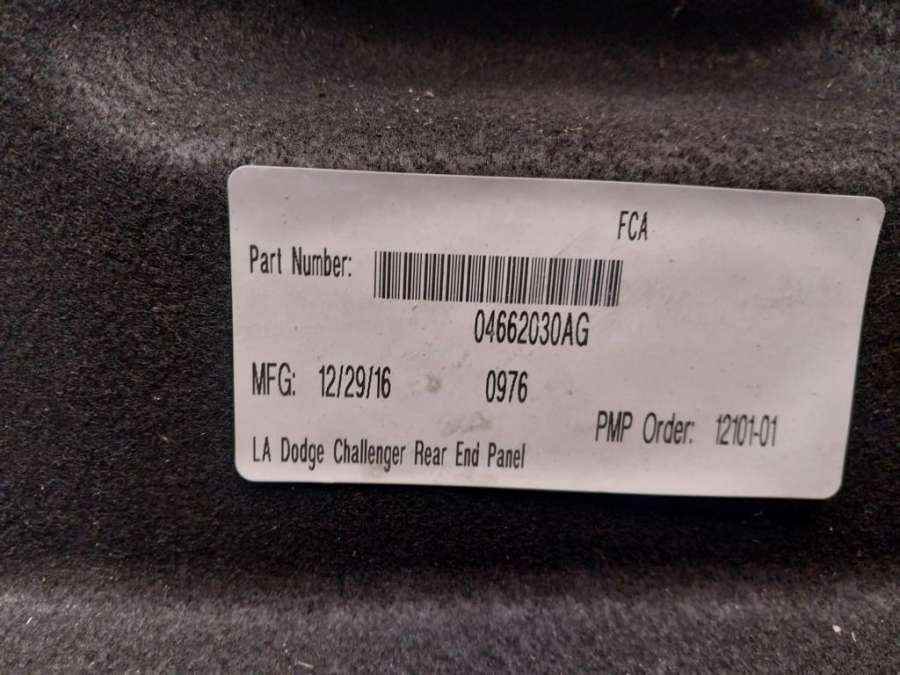 FCA
Part Number:
04662030AG
MFG: 12/29/16 0976
PMP Order: 12101-01
LA Dodge Challenger Rear End Panel